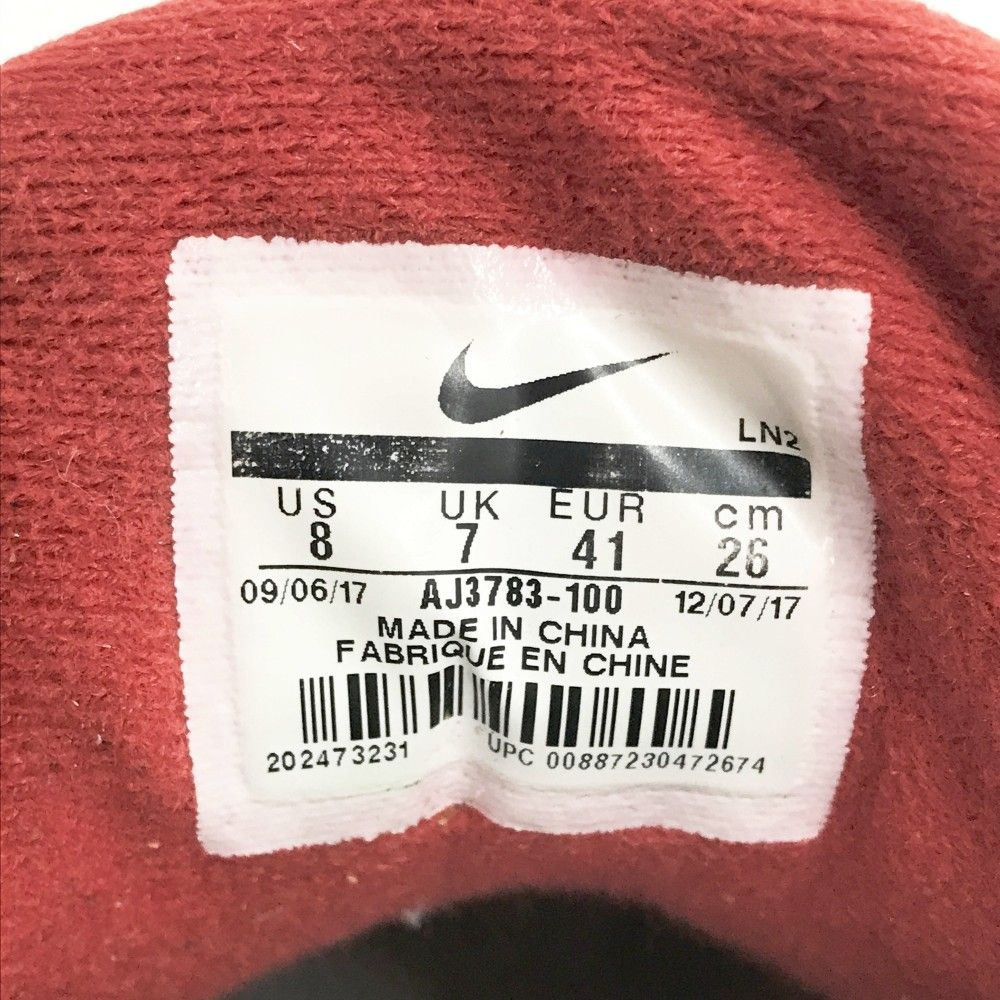 LN2
US UK EUR cm
8 7 41 26
09/06/17 AJ3783-100 12/07/17
MADE IN CHINA
FABRIQUE EN CHINE
202473231 UPC 00887230472674